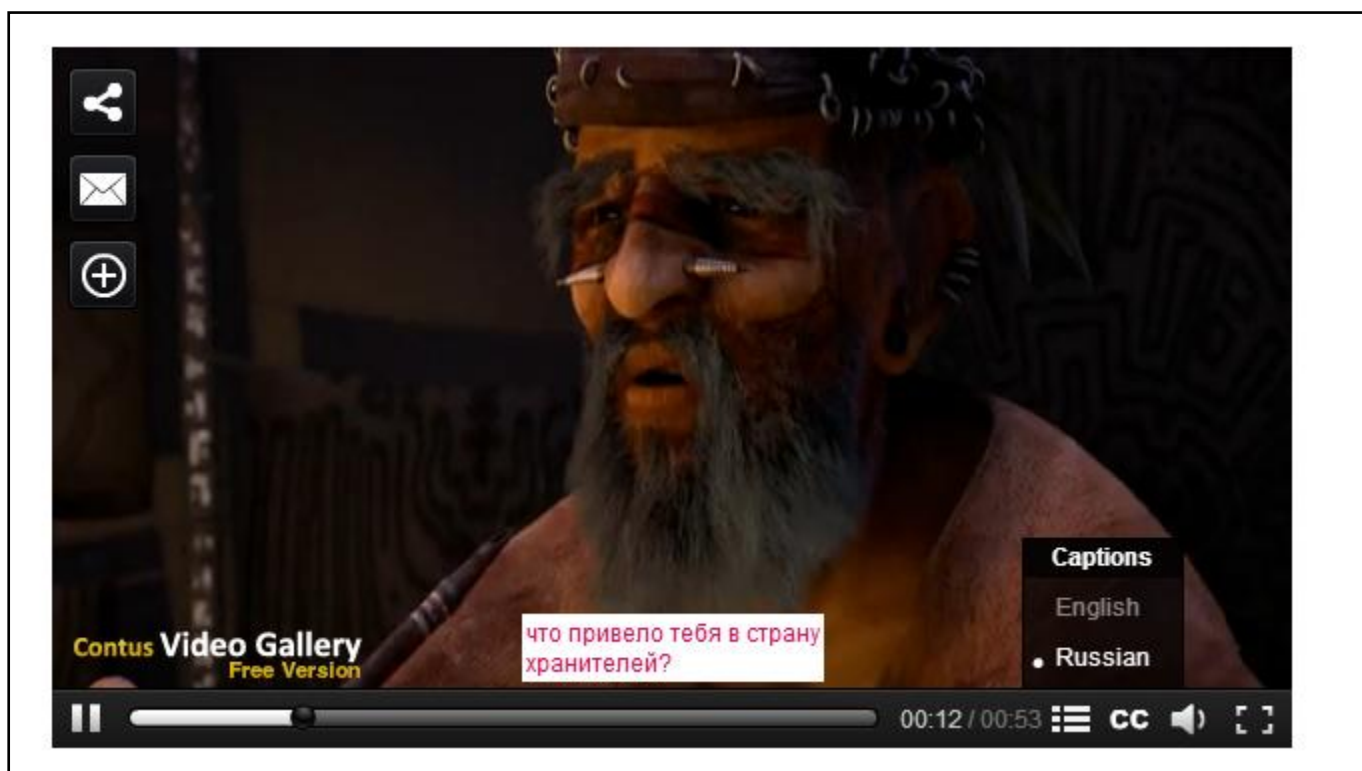 Captions
English
Russian
Contus Video Gallery
Free Version
что привело тебя в страну
хранителей?
00:12 / 00:53
CC